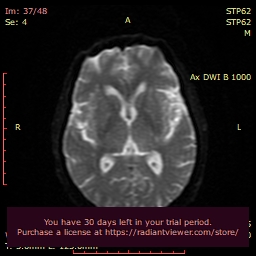 Im: 37/48
Se: 4
A
STP62
STP62
M
Ax DWI B 1000
R
L
You have 30 days left in your trial period.
Purchase a license at https://radiantviewer.com/store/